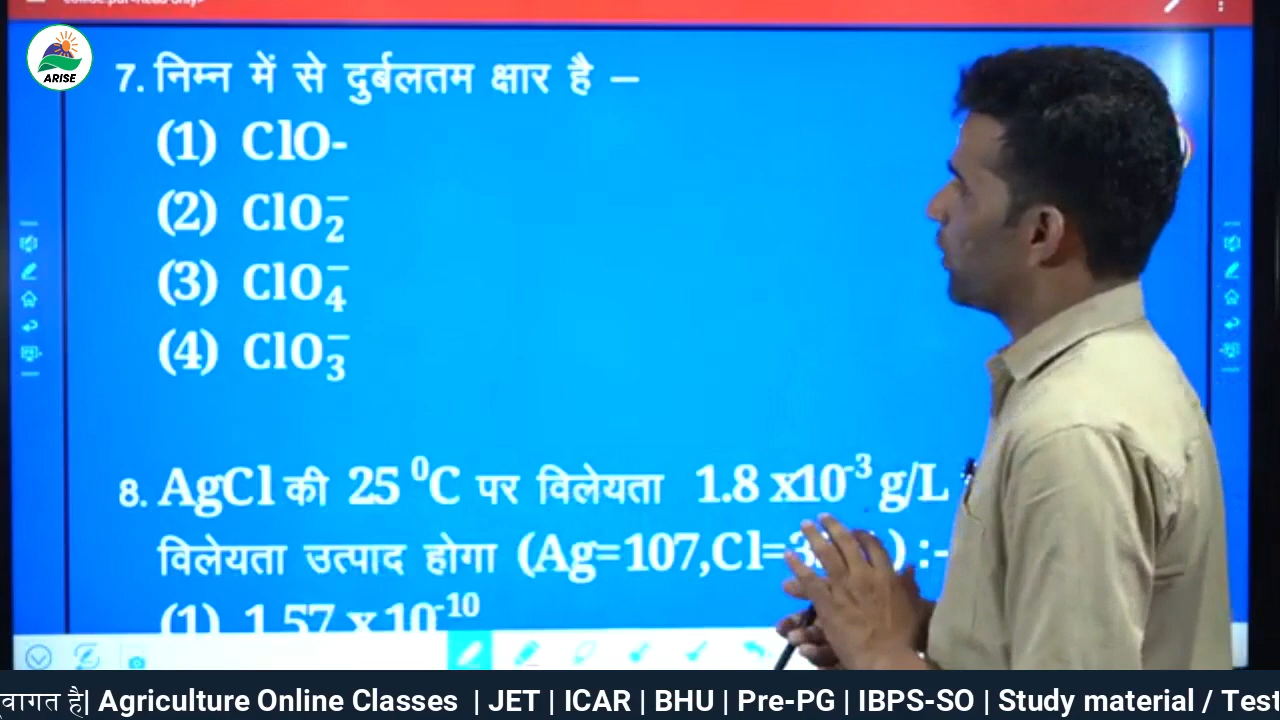 ARISE
7. निम्न में से दुर्बलतम क्षार है –
(1) ClO-
(2) ClO₂⁻
(3) ClO₄⁻
(4) ClO₃⁻
8. AgCl की 25 ⁰C पर विलेयता 1.8 x10⁻³ g/L
विलेयता उत्पाद होगा (Ag=107,Cl=3 ) :-
(1) 1.57 x 10⁻¹⁰
है| Agriculture Online Classes | JET | ICAR | BHU | Pre-PG | IBPS-SO | Study material / Test